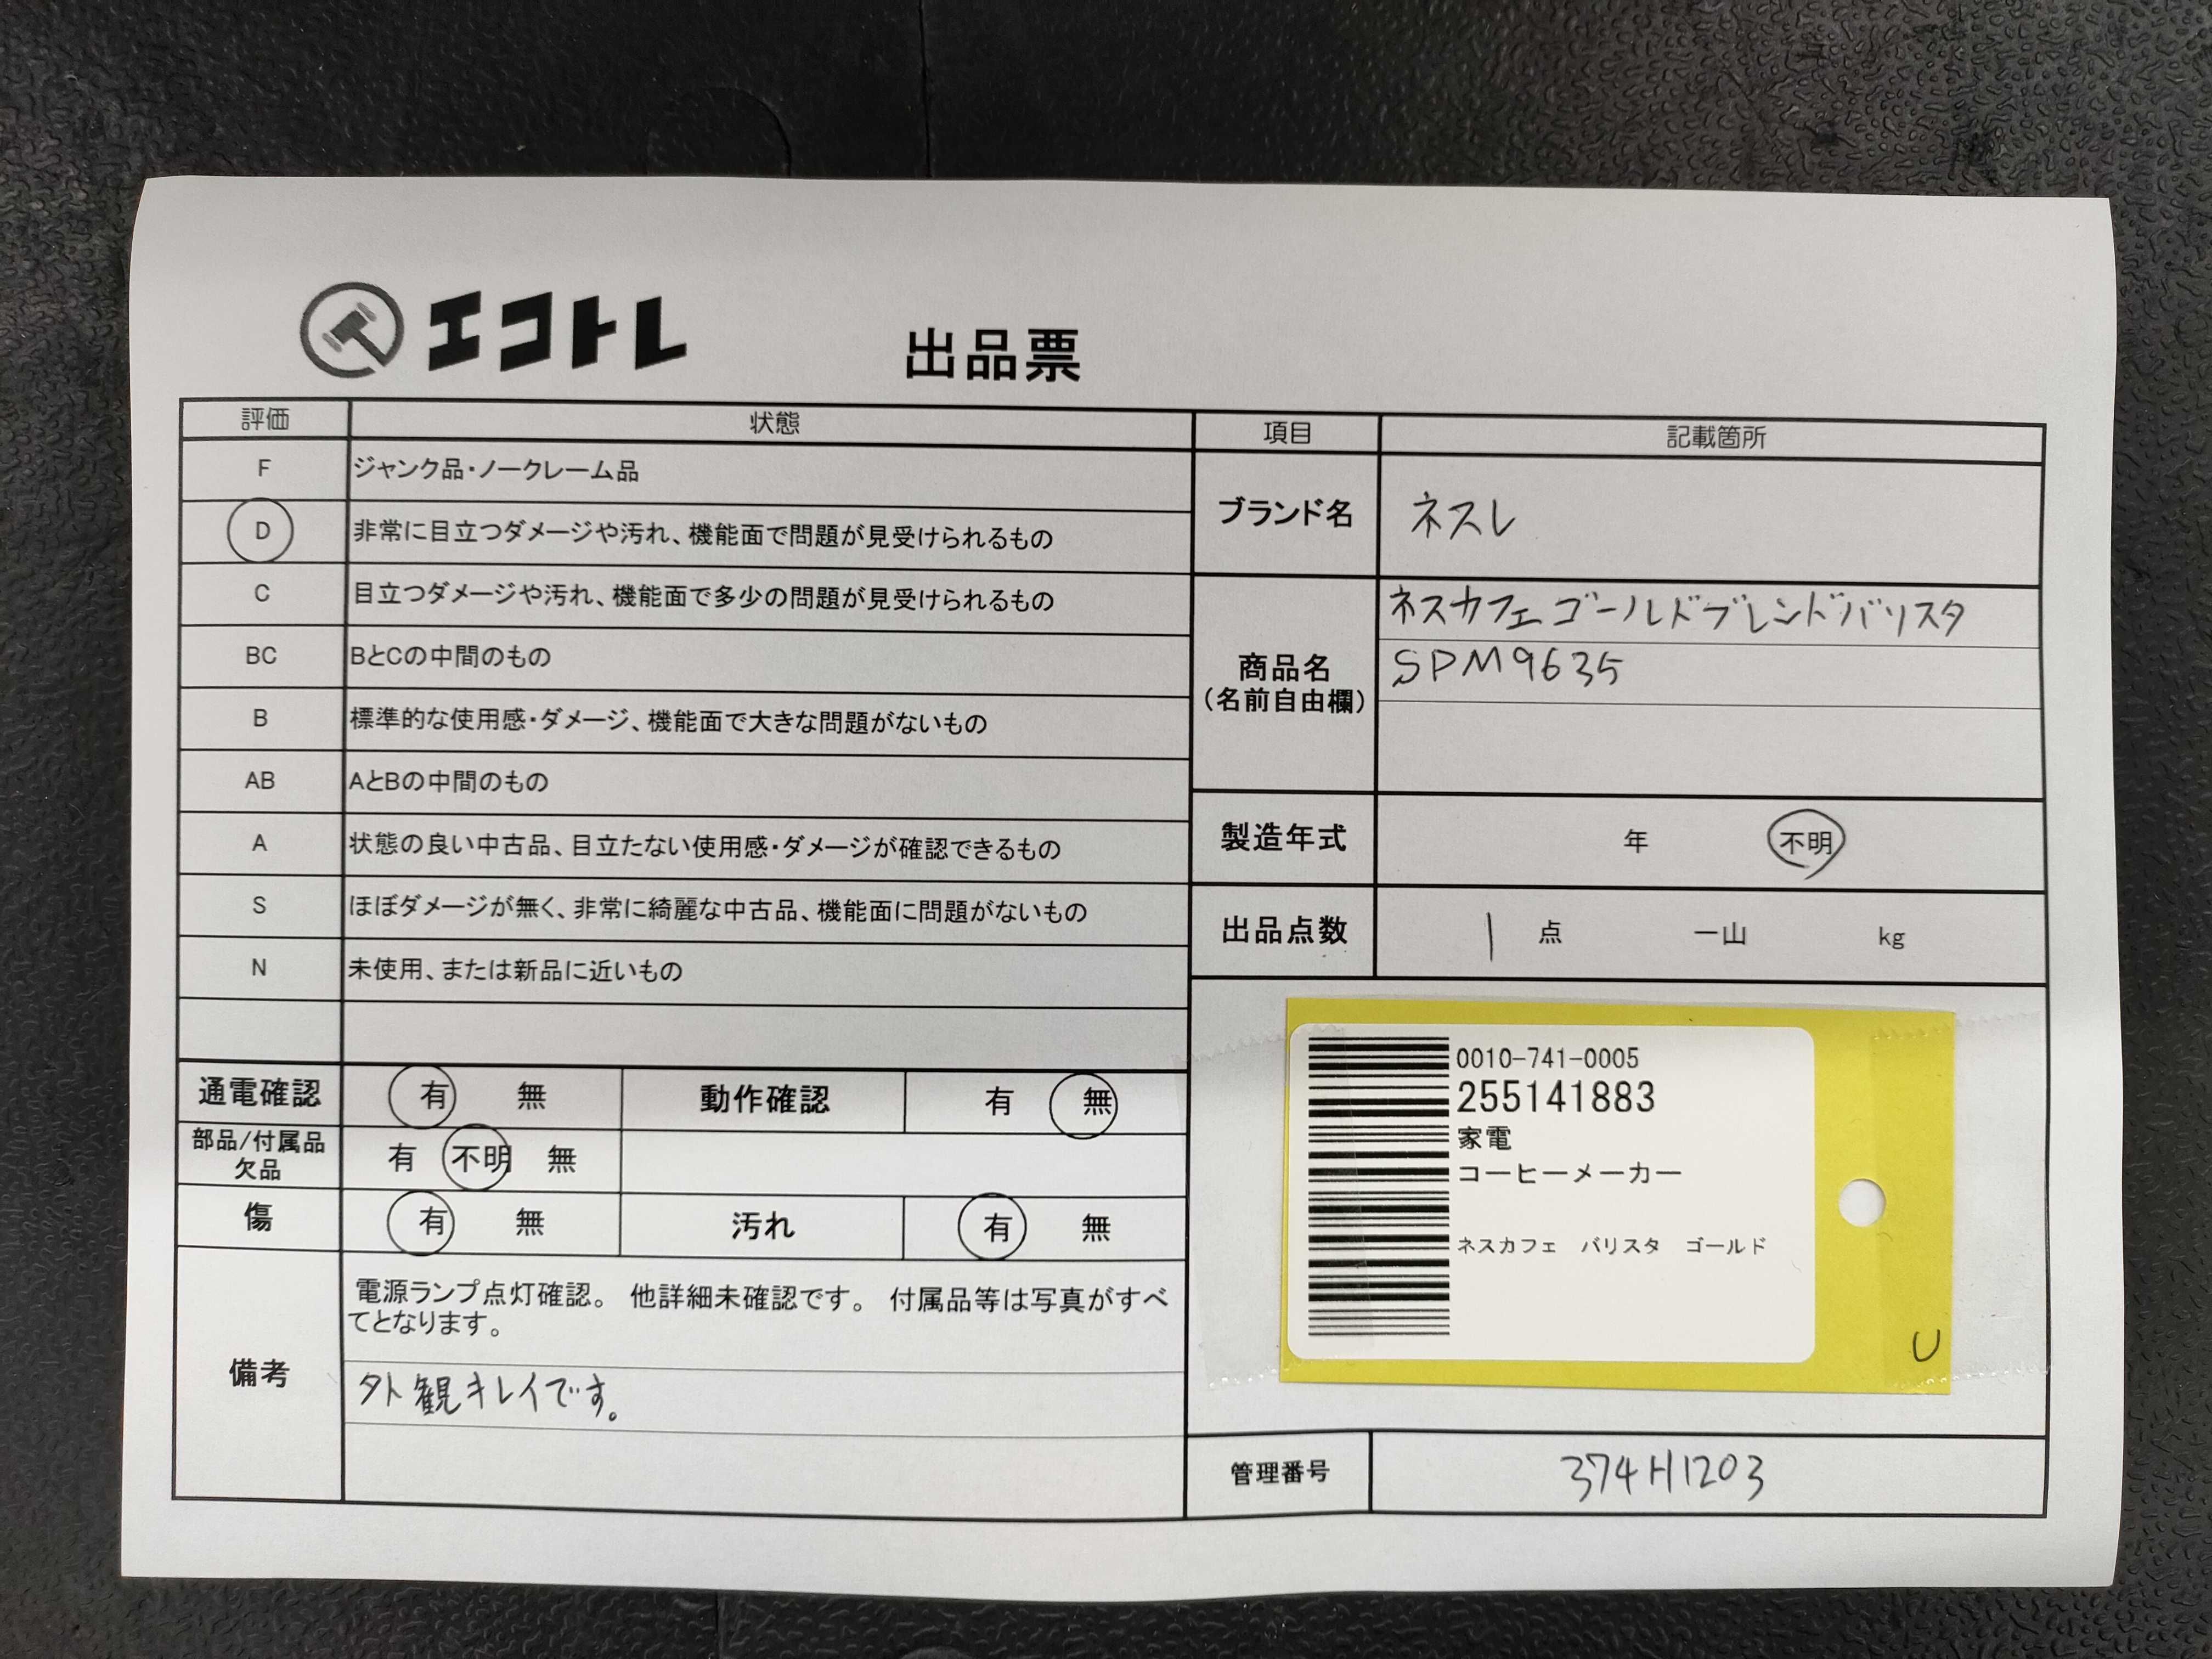 エコトレ
出品票
評価 状態
F ジャンク品・ノークレーム品
D 非常に目立つダメージや汚れ、機能面で問題が見受けられるもの
C 目立つダメージや汚れ、機能面で多少の問題が見受けられるもの
BC BとCの中間のもの
B 標準的な使用感・ダメージ、機能面で大きな問題がないもの
AB AとBの中間のもの
A 状態の良い中古品、目立たない使用感・ダメージが確認できるもの
S ほぼダメージが無く、非常に綺麗な中古品、機能面に問題がないもの
N 未使用、または新品に近いもの
通電確認 有 無 動作確認 有 無
部品/付属品
欠品 有 不明 無
傷 有 無 汚れ 有 無
備考
電源ランプ点灯確認。 他詳細未確認です。 付属品等は写真がすべ
てとなります。
外観キレイです。
項目 記載箇所
ブランド名 ネスレ
商品名
(名前自由欄)
ネスカフェゴールドブレンドバリスタ
SPM9635
製造年式 年 不明
出品点数 1 点 一山 kg
0010-741-0005
255141883
家電
コーヒーメーカー
ネスカフェ バリスタ ゴールド
U
管理番号 374H1203